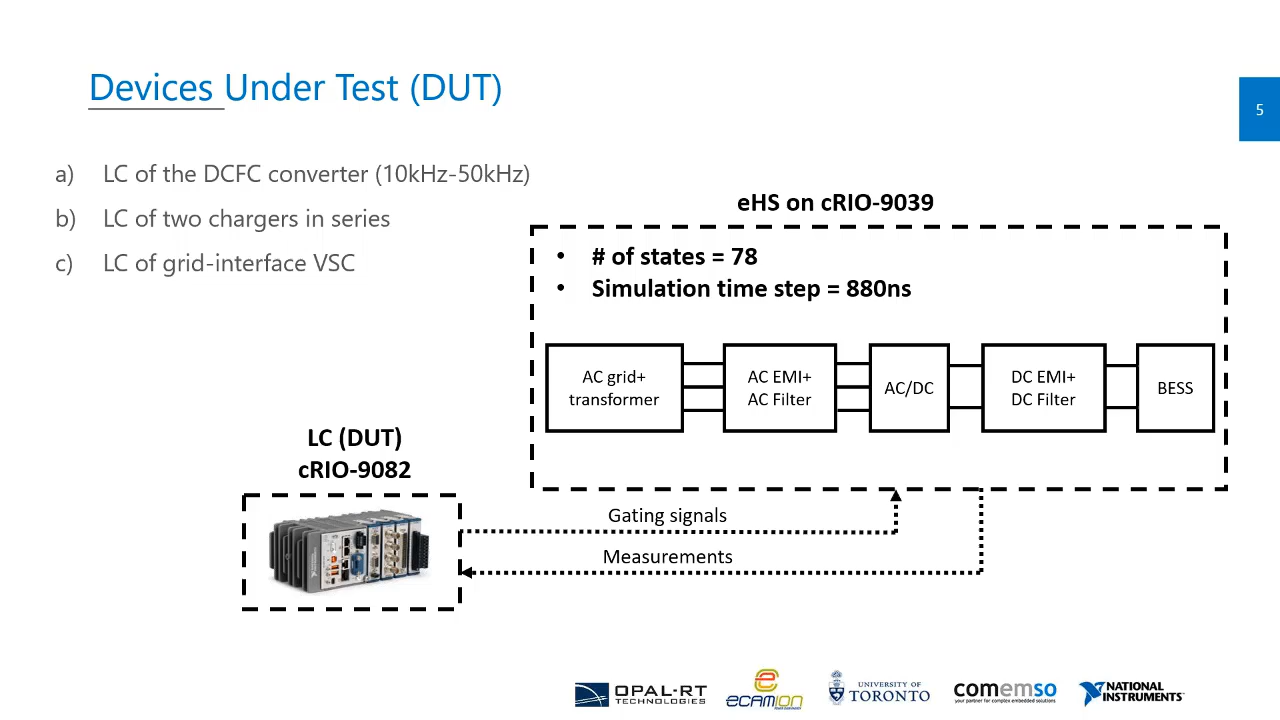 Devices Under Test (DUT)
5
a) LC of the DCFC converter (10kHz-50kHz)
b) LC of two chargers in series
c) LC of grid-interface VSC
eHS on cRIO-9039
• # of states = 78
• Simulation time step = 880ns
AC grid+
transformer
AC EMI+
AC Filter
AC/DC
DC EMI+
DC Filter
BESS
LC (DUT)
cRIO-9082
Gating signals
Measurements
OPAL-RT
TECHNOLOGIES
eCAMION
UNIVERSITY OF
TORONTO
comemso
your partner for complex embedded solutions
NATIONAL
INSTRUMENTS